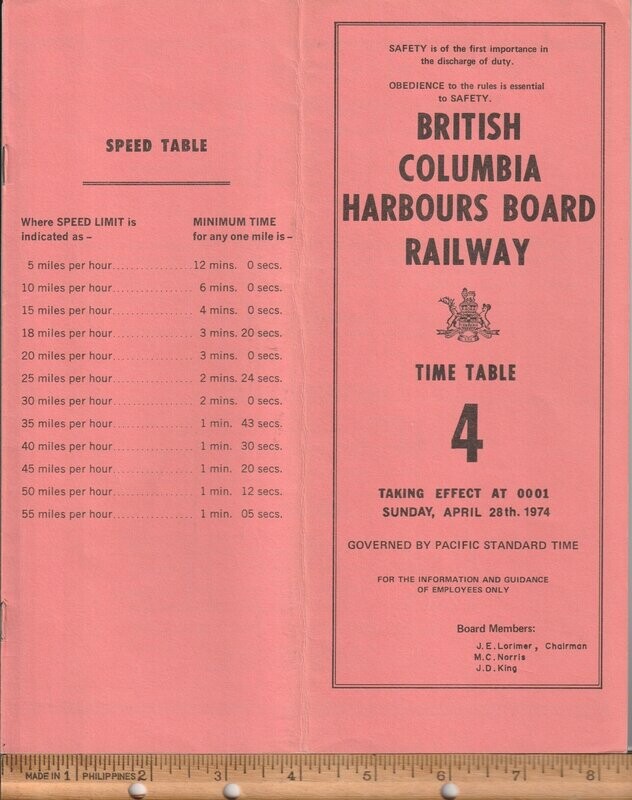 SPEED TABLE
Where SPEED LIMIT is indicated as – MINIMUM TIME for any one mile is –
5 miles per hour.................... 12 mins. 0 secs.
10 miles per hour.................... 6 mins. 0 secs.
15 miles per hour.................... 4 mins. 0 secs.
18 miles per hour.................... 3 mins. 20 secs.
20 miles per hour.................... 3 mins. 0 secs.
25 miles per hour.................... 2 mins. 24 secs.
30 miles per hour.................... 2 mins. 0 secs.
35 miles per hour.................... 1 min. 43 secs.
40 miles per hour.................... 1 min. 30 secs.
45 miles per hour.................... 1 min. 20 secs.
50 miles per hour.................... 1 min. 12 secs.
55 miles per hour.................... 1 min. 05 secs.
SAFETY is of the first importance in
the discharge of duty.
OBEDIENCE to the rules is essential
to SAFETY.
BRITISH
COLUMBIA
HARBOURS BOARD
RAILWAY
TIME TABLE
4
TAKING EFFECT AT 0001
SUNDAY, APRIL 28th. 1974
GOVERNED BY PACIFIC STANDARD TIME
FOR THE INFORMATION AND GUIDANCE
OF EMPLOYEES ONLY
Board Members:
J.E.Lorimer, Chairman
M.C.Norris
J.D.King
MADE IN 1 PHILIPPINES 2 3 4 5 6 7 8